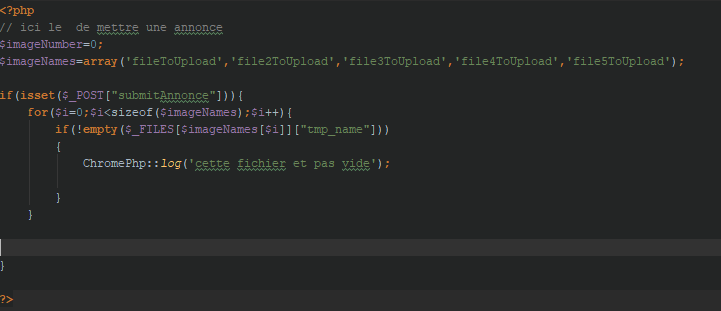 <?php
// ici le  de mettre une annonce
$imageNumber=0;
$imageNames=array('fileToUpload','file2ToUpload','file3ToUpload','file4ToUpload','file5ToUpload');

if(isset($_POST["submitAnnonce"])){
    for($i=0;$i<sizeof($imageNames);$i++){
        if(!empty($_FILES[$imageNames[$i]]["tmp_name"]))
        {
            ChromePhp::log('cette fichier et pas vide');

        }
    }


}

?>